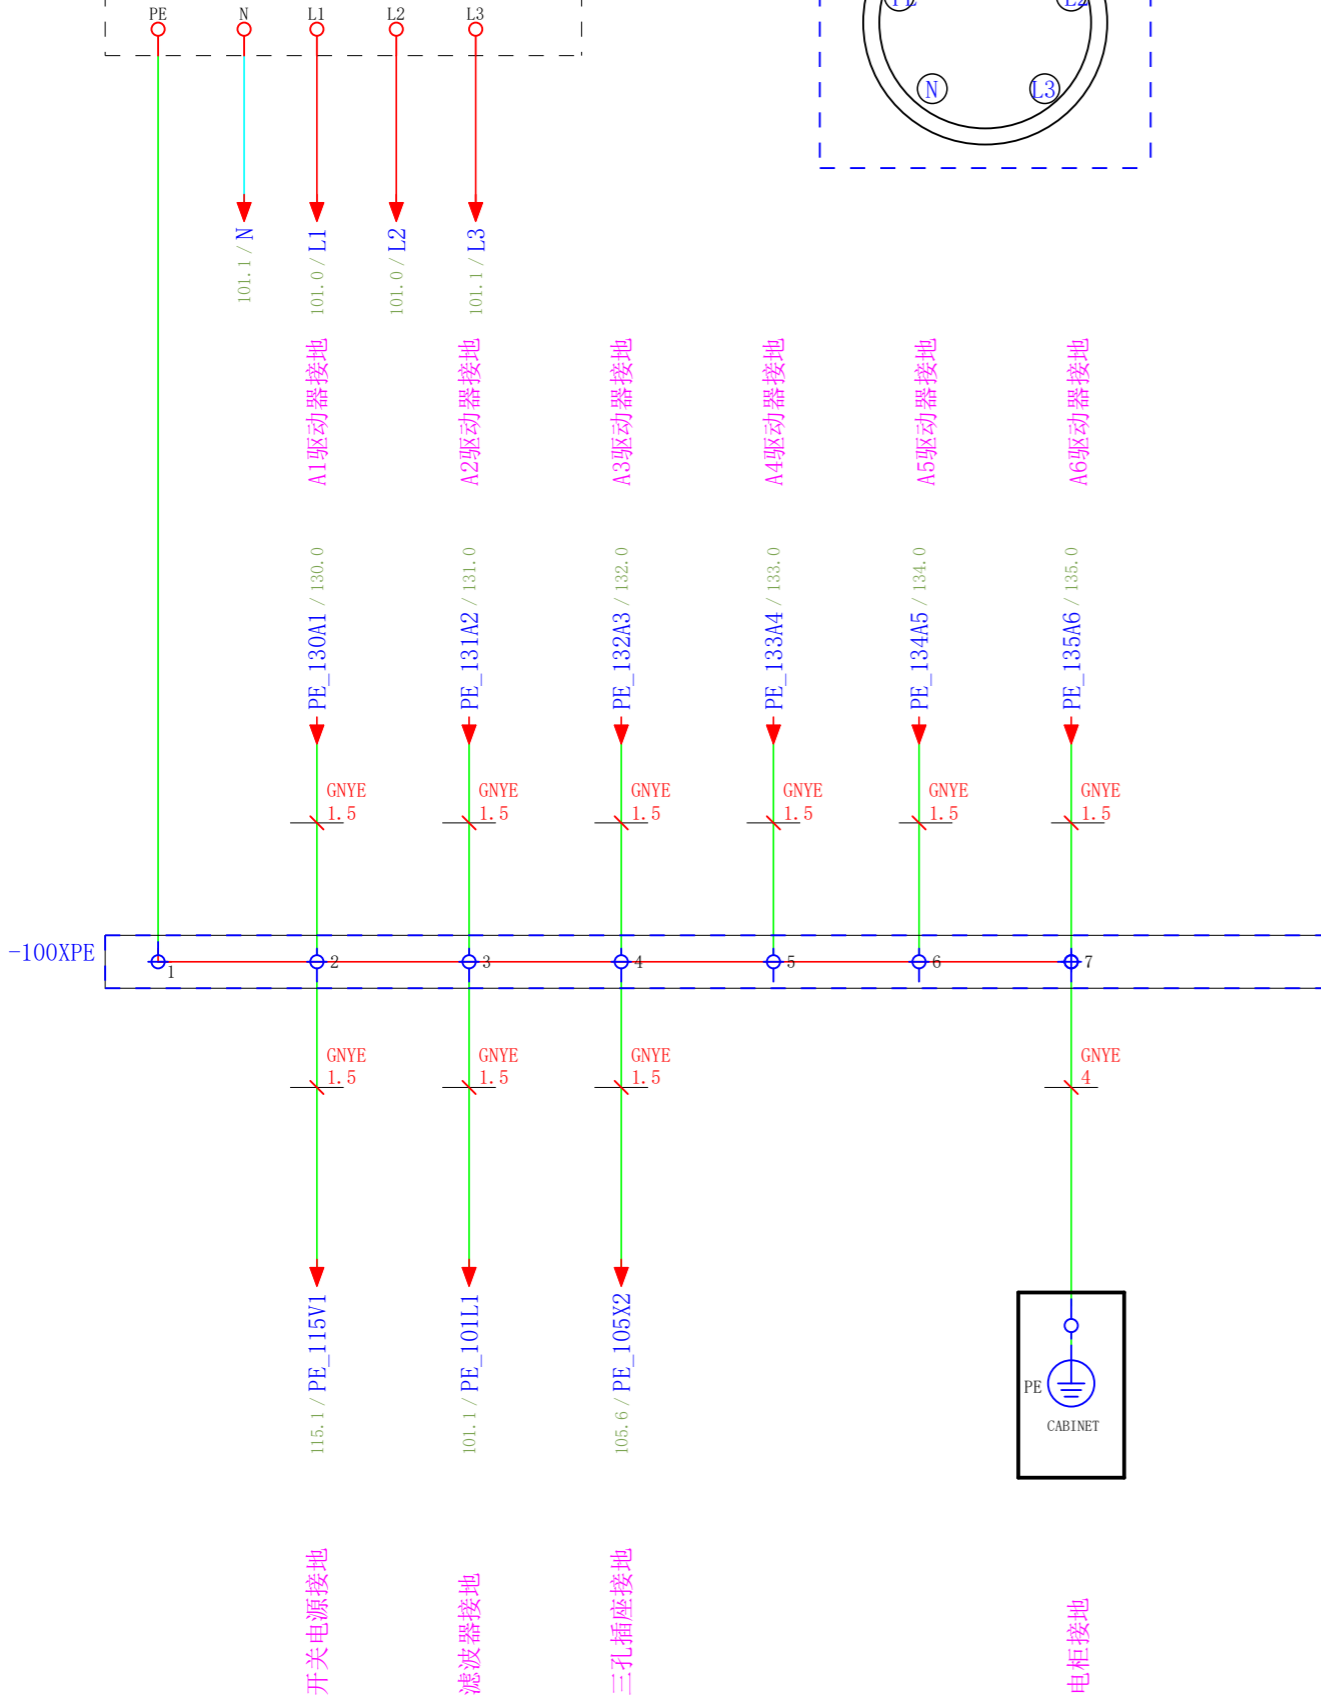 PE
N
L1
L2
L3
PE
L2
N
L3
101.1 / N
101.0 / L1
101.0 / L2
101.1 / L3
A1驱动器接地
A2驱动器接地
A3驱动器接地
A4驱动器接地
A5驱动器接地
A6驱动器接地
PE_130A1 / 130.0
PE_131A2 / 131.0
PE_132A3 / 132.0
PE_133A4 / 133.0
PE_134A5 / 134.0
PE_135A6 / 135.0
GNYE
1.5
GNYE
1.5
GNYE
1.5
GNYE
1.5
GNYE
1.5
GNYE
1.5
-100XPE
1
2
3
4
5
6
7
GNYE
1.5
GNYE
1.5
GNYE
1.5
GNYE
4
115.1 / PE_115V1
101.1 / PE_101L1
105.6 / PE_105X2
PE
CABINET
开关电源接地
滤波器接地
三孔插座接地
电柜接地